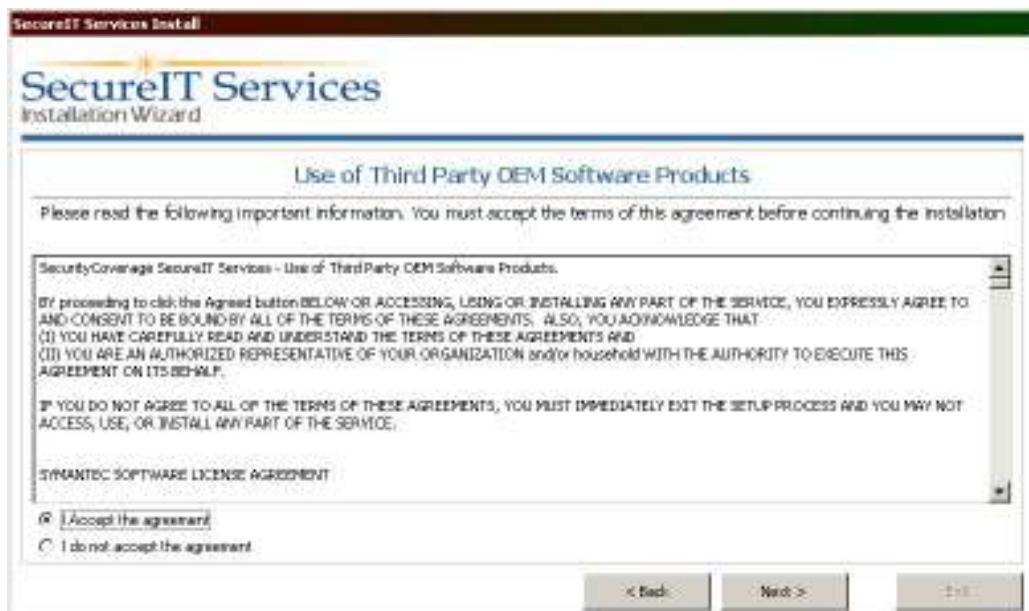 SecureIT Services Install
SecureIT Services
Installation Wizard
Use of Third Party OEM Software Products
Please read the following important information. You must accept the terms of this agreement before continuing the installation
SecurityCoverage SecureIT Services - Use of Third Party OEM Software Products.
BY proceeding to click the Agreed button BELOW OR ACCESSING, USING OR INSTALLING ANY PART OF THE SERVICE, YOU EXPRESSLY AGREE TO
AND CONSENT TO BE BOUND BY ALL OF THE TERMS OF THESE AGREEMENTS. ALSO, YOU ACKNOWLEDGE THAT
(I) YOU HAVE CAREFULLY READ AND UNDERSTAND THE TERMS OF THESE AGREEMENTS AND
(II) YOU ARE AN AUTHORIZED REPRESENTATIVE OF YOUR ORGANIZATION and/or household WITH THE AUTHORITY TO EXECUTE THIS
AGREEMENT ON ITS BEHALF.
IF YOU DO NOT AGREE TO ALL OF THE TERMS OF THESE AGREEMENTS, YOU MUST IMMEDIATELY EXIT THE SETUP PROCESS AND YOU MAY NOT
ACCESS, USE, OR INSTALL ANY PART OF THE SERVICE.
SYMANTEC SOFTWARE LICENSE AGREEMENT
I Accept the agreement
I do not accept the agreement
< Back
Next >